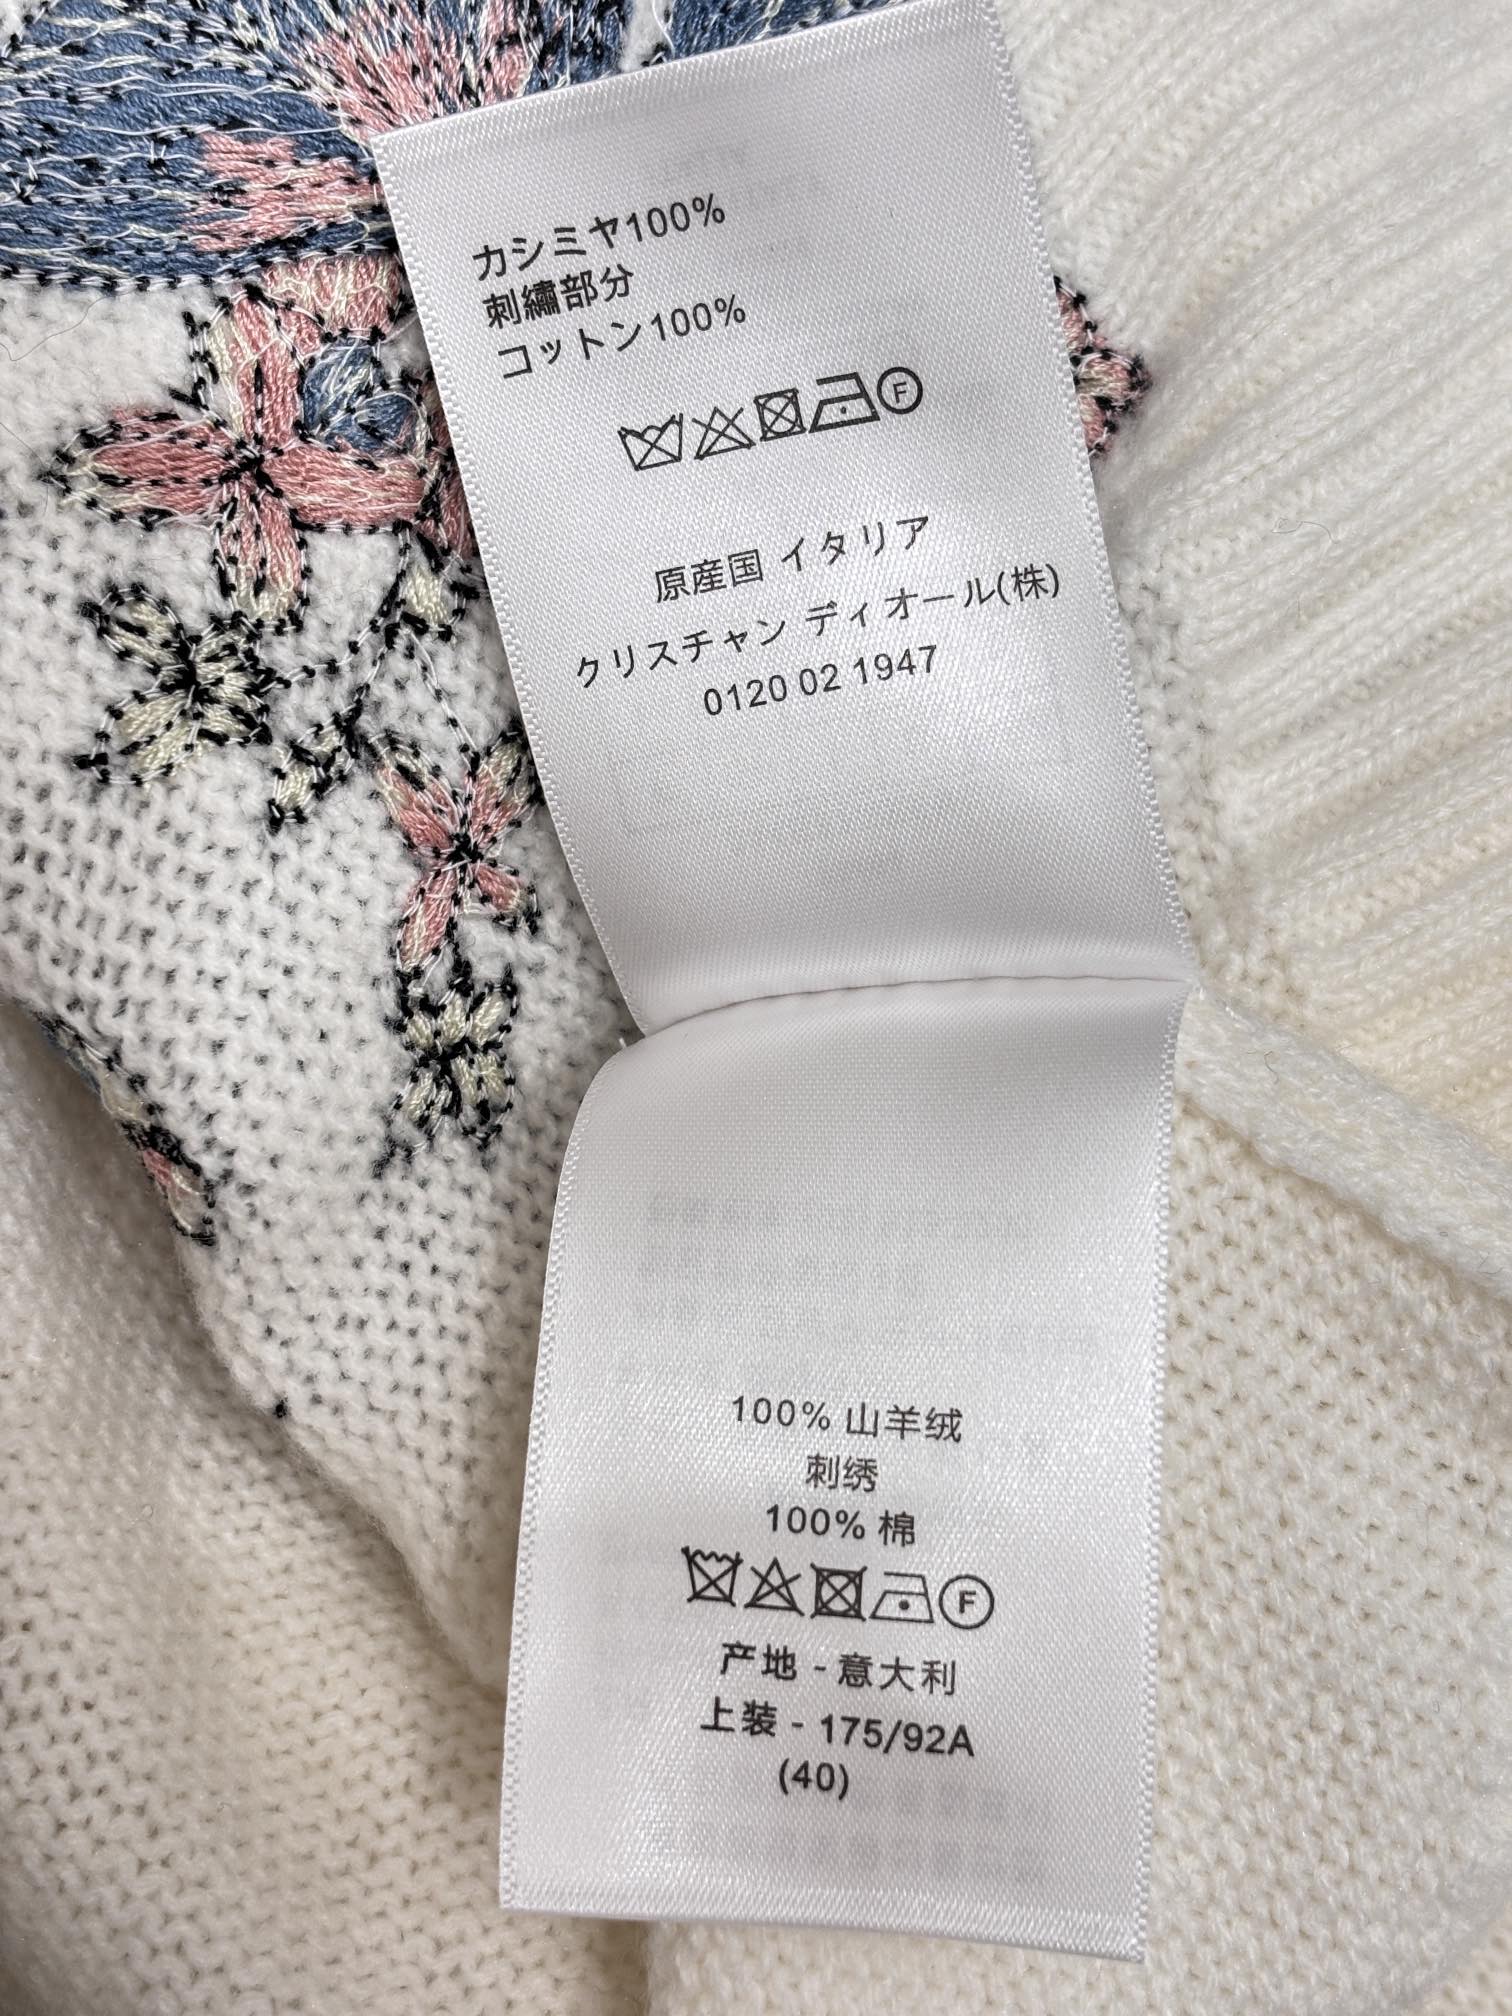 カシミヤ100%
刺繍部分
コットン100%
F
原産国 イタリア
クリスチャン ディオール(株)
0120 02 1947
100% 山羊绒
刺绣
100% 棉
F
产地 - 意大利
上装 - 175/92A
(40)